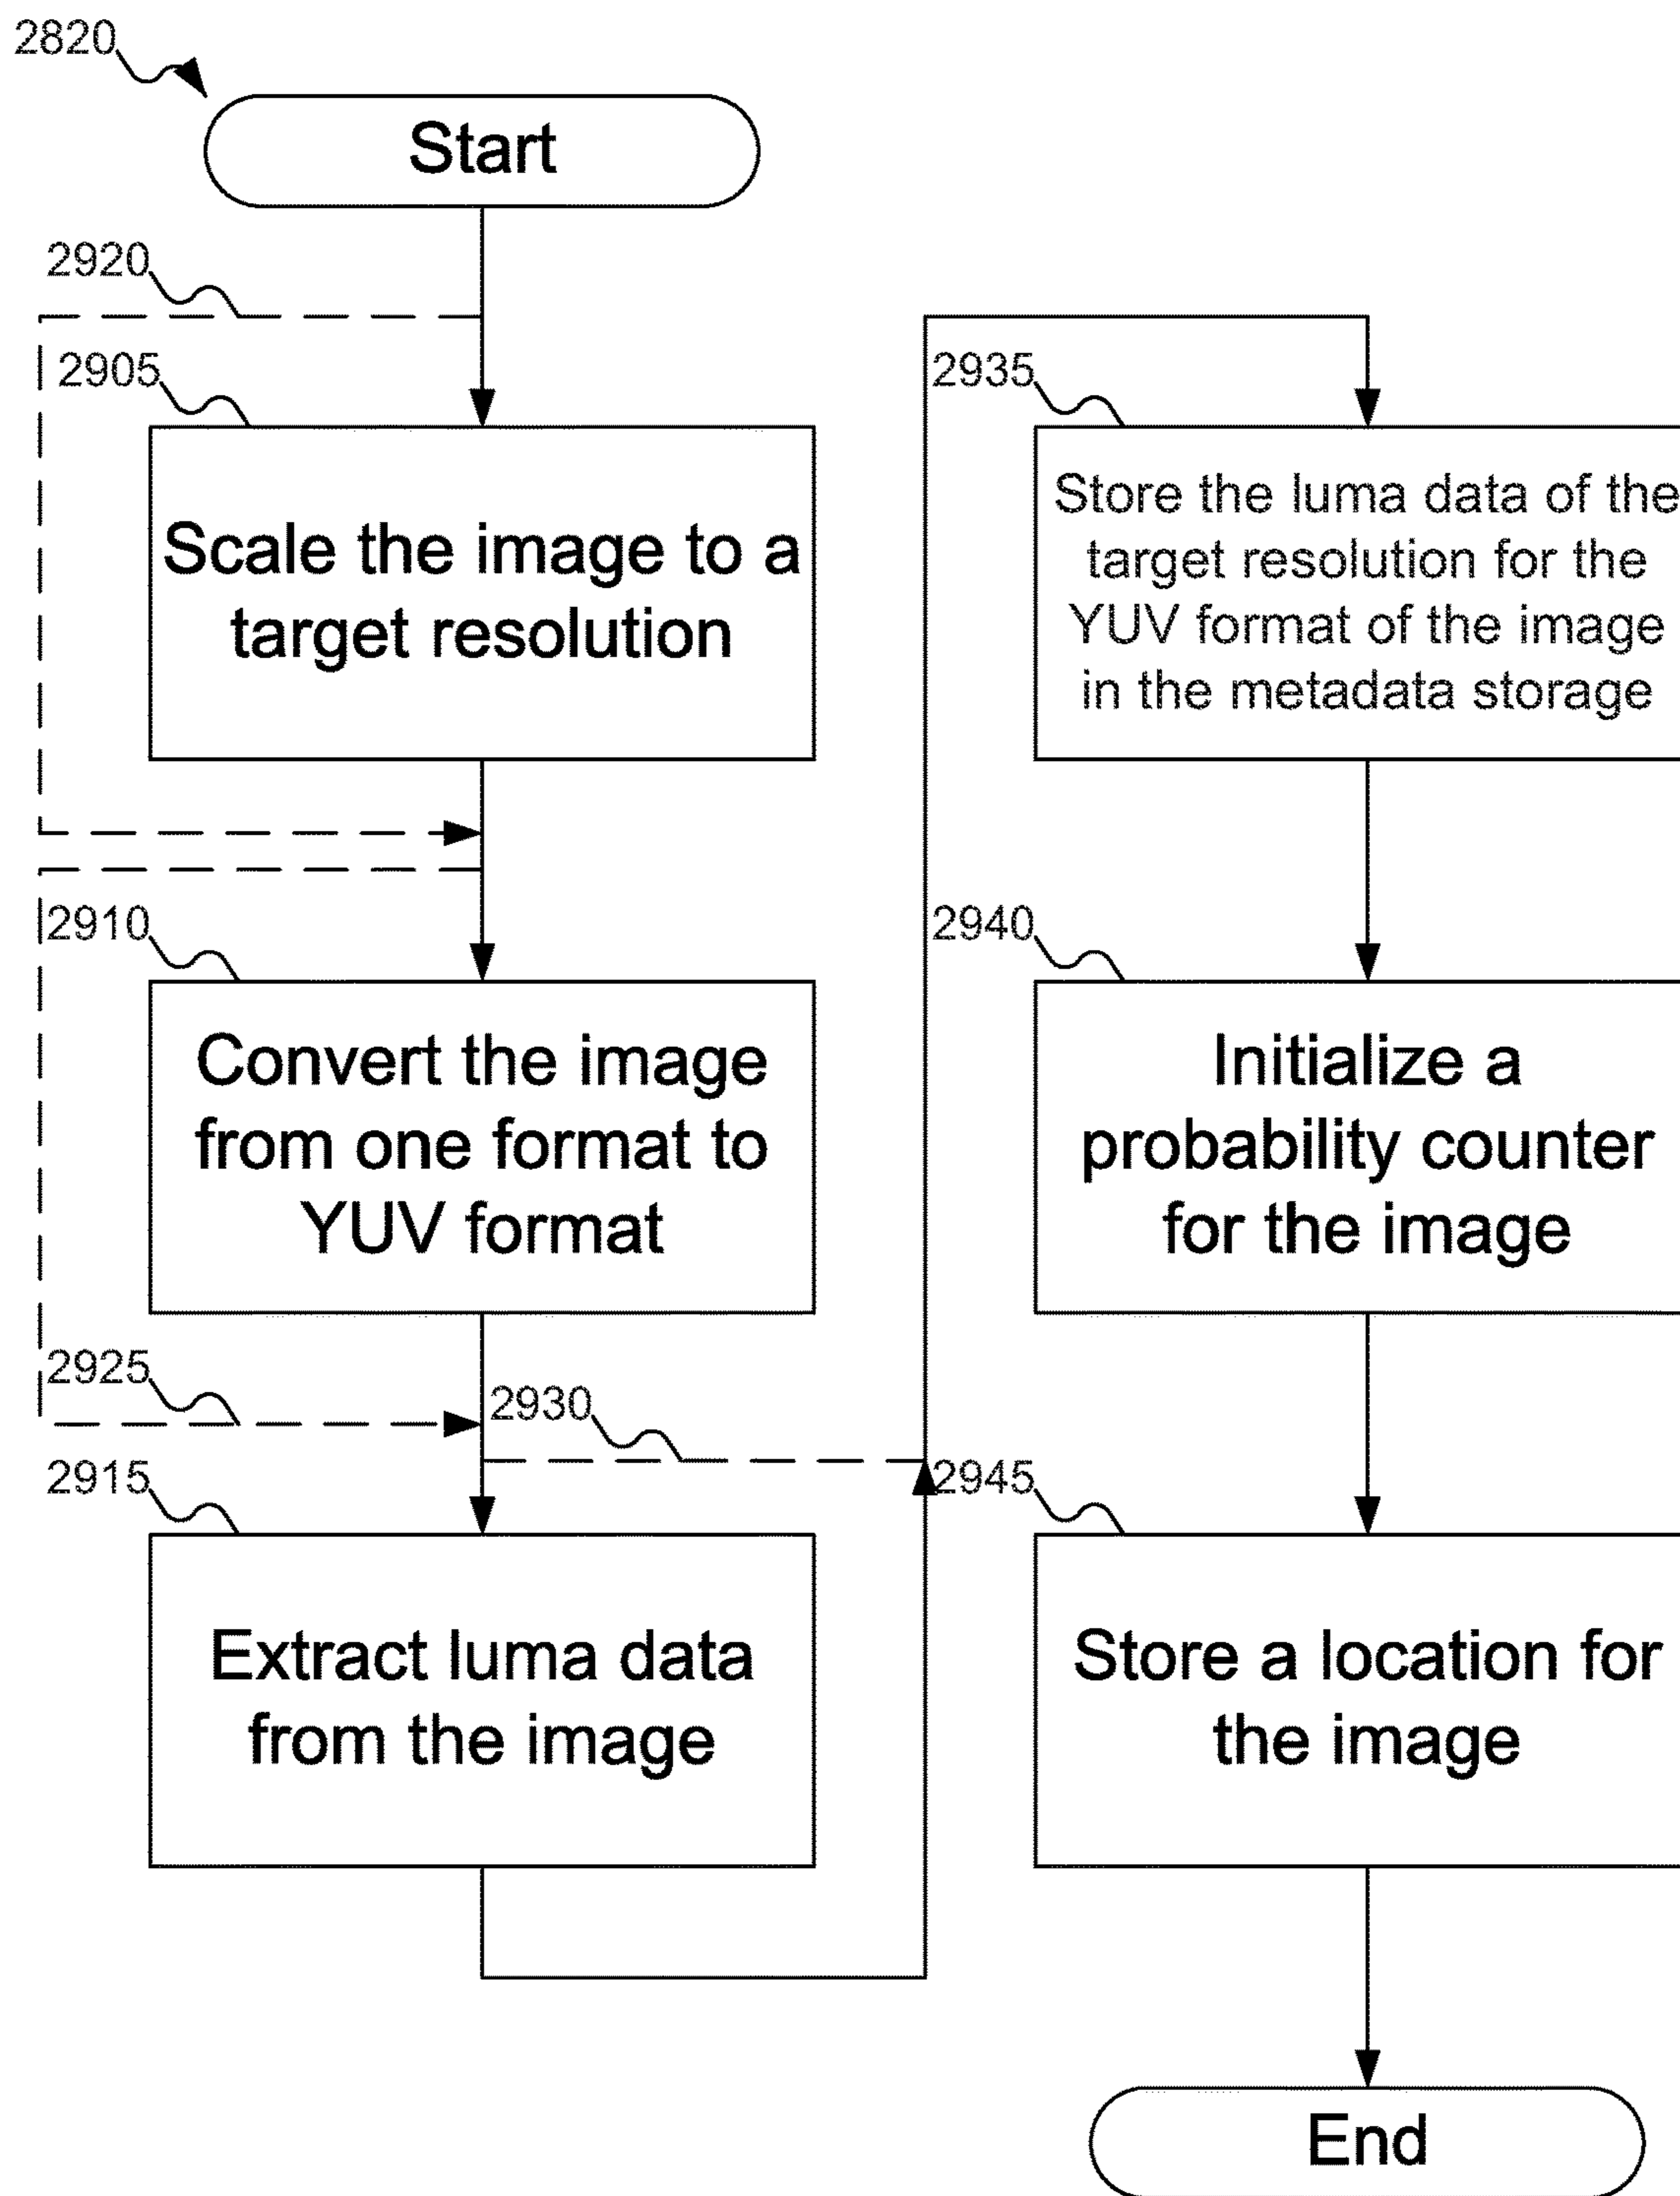 2820
Start
2920
2905
Scale the image to a
target resolution
2910
Convert the image
from one format to
YUV format
2925
2930
2915
Extract luma data
from the image
2935
Store the luma data of the
target resolution for the
YUV format of the image
in the metadata storage
2940
Initialize a
probability counter
for the image
2945
Store a location for
the image
End